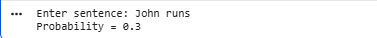 Enter sentence: John runs
Probability = 0.3